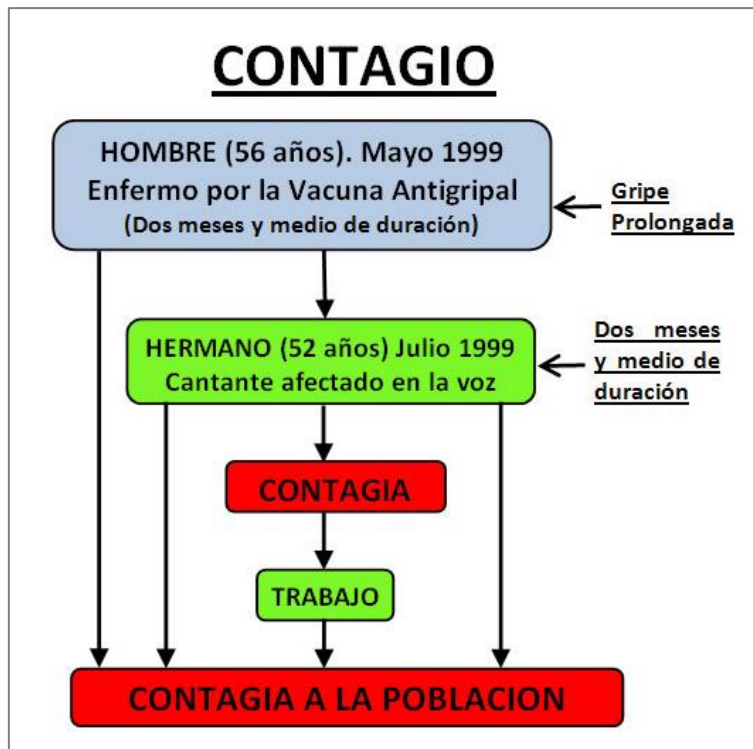 CONTAGIO
HOMBRE (56 años). Mayo 1999
Enfermo por la Vacuna Antigripal
(Dos meses y medio de duración)
Gripe
Prolongada
HERMANO (52 años) Julio 1999
Cantante afectado en la voz
Dos meses
y medio de
duración
CONTAGIA
TRABAJO
CONTAGIA A LA POBLACION